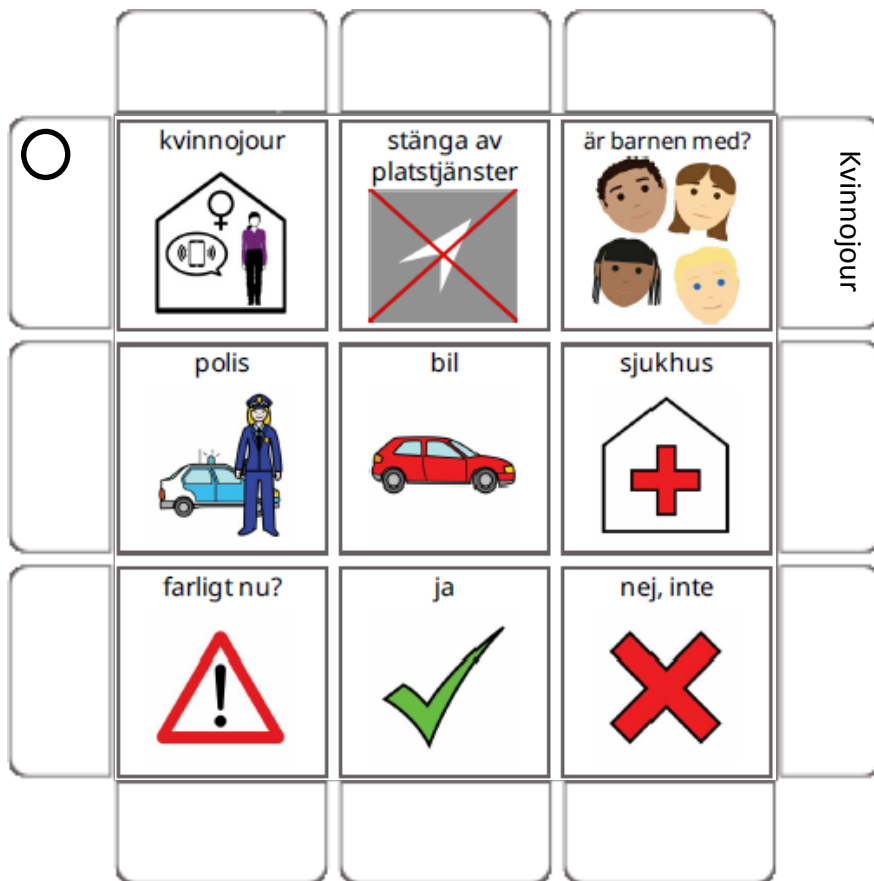 kvinnojour
stänga av
platstjänster
är barnen med?
Kvinnojour
polis
bil
sjukhus
farligt nu?
ja
nej, inte